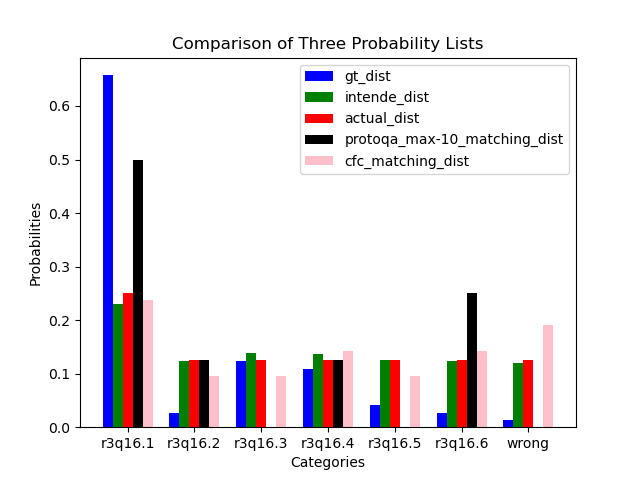 Comparison of Three Probability Lists
gt_dist
intende_dist
actual_dist
protoqa_max-10_matching_dist
cfc_matching_dist
Probabilities
0.6
0.5
0.4
0.3
0.2
0.1
0.0
r3q16.1 r3q16.2 r3q16.3 r3q16.4 r3q16.5 r3q16.6 wrong
Categories